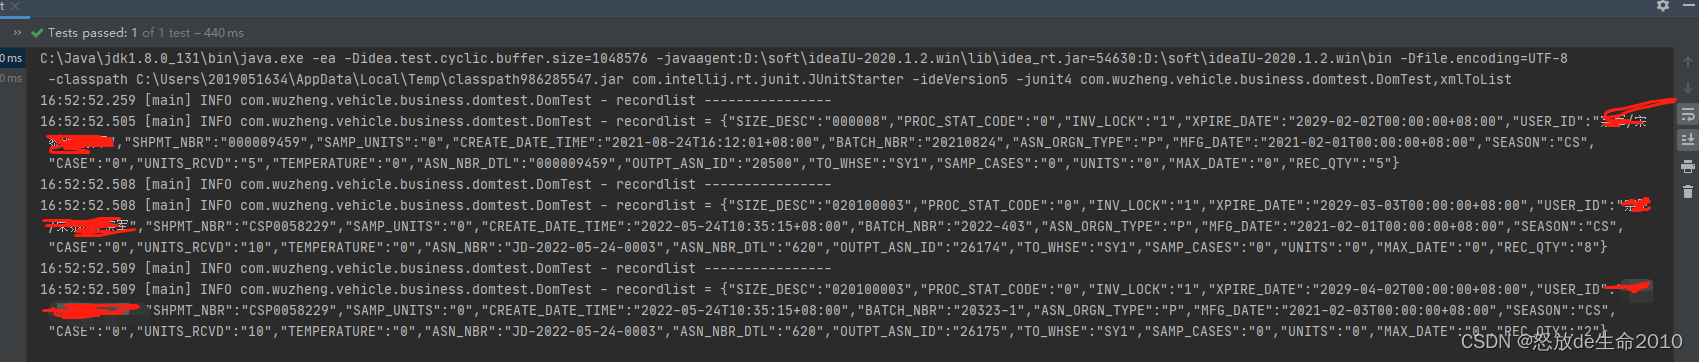 t ×
» ✔ Tests passed: 1 of 1 test – 440 ms
0 ms C:\Java\jdk1.8.0_131\bin\java.exe -ea -Didea.test.cyclic.buffer.size=1048576 -javaagent:D:\soft\ideaIU-2020.1.2.win\lib\idea_rt.jar=54630:D:\soft\ideaIU-2020.1.2.win\bin -Dfile.encoding=UTF-8
0 ms -classpath C:\Users\2019051634\AppData\Local\Temp\classpath986285547.jar com.intellij.rt.junit.JUnitStarter -ideVersion5 -junit4 com.wuzheng.vehicle.business.domtest.DomTest,xmlToList
16:52:52.259 [main] INFO com.wuzheng.vehicle.business.domtest.DomTest - recordlist ----------------
16:52:52.505 [main] INFO com.wuzheng.vehicle.business.domtest.DomTest - recordlist = {"SIZE_DESC":"000008","PROC_STAT_CODE":"0","INV_LOCK":"1","XPIRE_DATE":"2029-02-02T00:00:00+08:00","USER_ID":"
","SHPMT_NBR":"000009459","SAMP_UNITS":"0","CREATE_DATE_TIME":"2021-08-24T16:12:01+08:00","BATCH_NBR":"20210824","ASN_ORGN_TYPE":"P","MFG_DATE":"2021-02-01T00:00:00+08:00","SEASON":"CS",
"CASE":"0","UNITS_RCVD":"5","TEMPERATURE":"0","ASN_NBR_DTL":"000009459","OUTPT_ASN_ID":"20500","TO_WHSE":"SY1","SAMP_CASES":"0","UNITS":"0","MAX_DATE":"0","REC_QTY":"5"}
16:52:52.508 [main] INFO com.wuzheng.vehicle.business.domtest.DomTest - recordlist ----------------
16:52:52.508 [main] INFO com.wuzheng.vehicle.business.domtest.DomTest - recordlist = {"SIZE_DESC":"020100003","PROC_STAT_CODE":"0","INV_LOCK":"1","XPIRE_DATE":"2029-03-03T00:00:00+08:00","USER_ID":"
","SHPMT_NBR":"CSP0058229","SAMP_UNITS":"0","CREATE_DATE_TIME":"2022-05-24T10:35:15+08:00","BATCH_NBR":"2022-403","ASN_ORGN_TYPE":"P","MFG_DATE":"2021-02-01T00:00:00+08:00","SEASON":"CS",
"CASE":"0","UNITS_RCVD":"10","TEMPERATURE":"0","ASN_NBR":"JD-2022-05-24-0003","ASN_NBR_DTL":"620","OUTPT_ASN_ID":"26174","TO_WHSE":"SY1","SAMP_CASES":"0","UNITS":"0","MAX_DATE":"0","REC_QTY":"8"}
16:52:52.509 [main] INFO com.wuzheng.vehicle.business.domtest.DomTest - recordlist ----------------
16:52:52.509 [main] INFO com.wuzheng.vehicle.business.domtest.DomTest - recordlist = {"SIZE_DESC":"020100003","PROC_STAT_CODE":"0","INV_LOCK":"1","XPIRE_DATE":"2029-04-02T00:00:00+08:00","USER_ID":"
"SHPMT_NBR":"CSP0058229","SAMP_UNITS":"0","CREATE_DATE_TIME":"2022-05-24T10:35:15+08:00","BATCH_NBR":"20323-1","ASN_ORGN_TYPE":"P","MFG_DATE":"2021-02-03T00:00:00+08:00","SEASON":"CS",
"CASE":"0","UNITS_RCVD":"10","TEMPERATURE":"0","ASN_NBR":"JD-2022-05-24-0003","ASN_NBR_DTL":"620","OUTPT_ASN_ID":"26175","TO_WHSE":"SY1","SAMP_CASES":"0","UNITS":"0","MAX_DATE":"0","REC_QTY":"2"}
CSDN @怒放de生命2010